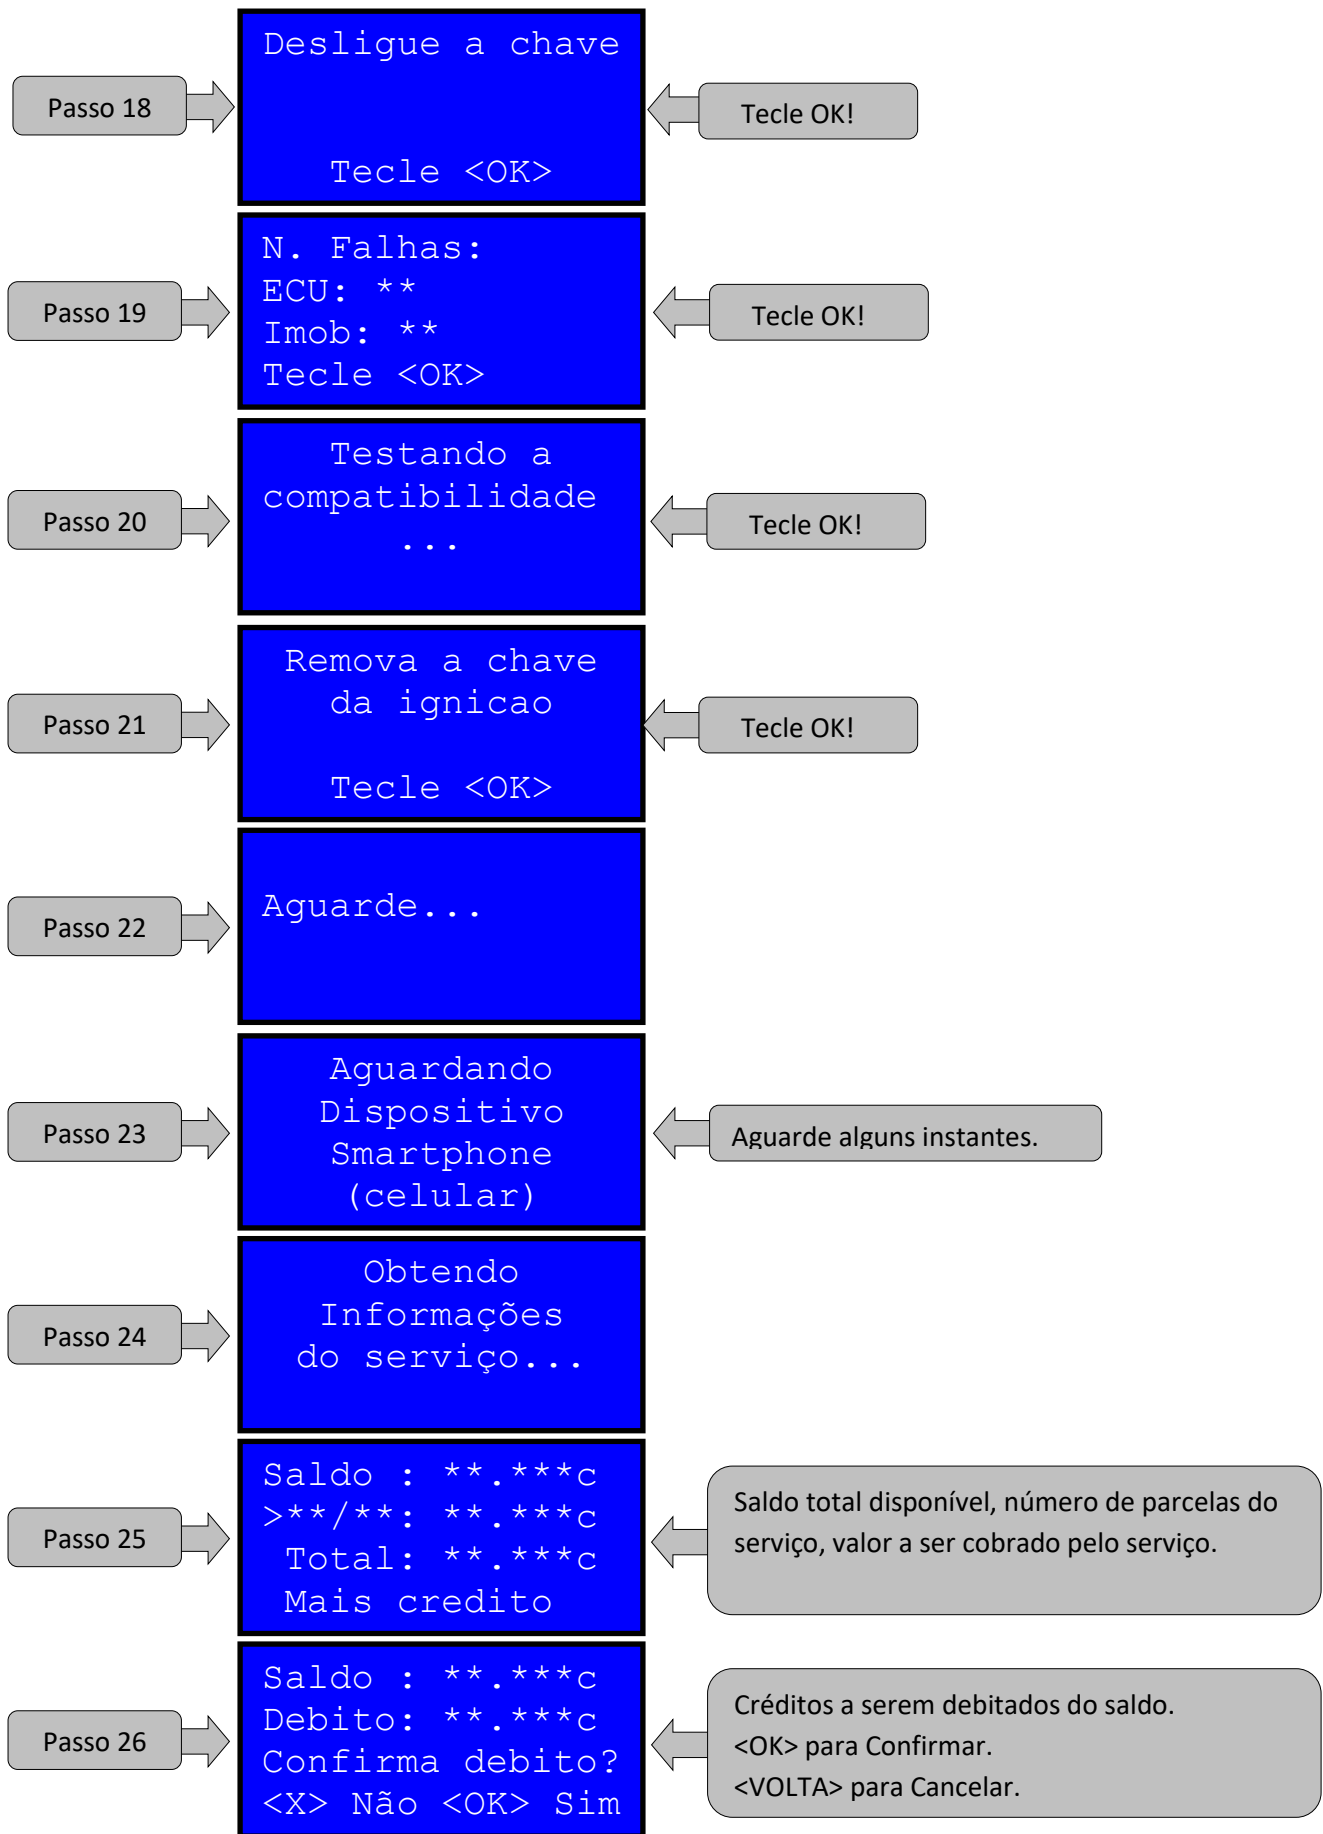 Passo 18
Desligue a chave
Tecle <OK>
Tecle OK!
Passo 19
N. Falhas:
ECU: **
Imob: **
Tecle <OK>
Tecle OK!
Passo 20
Testando a
compatibilidade
...
Tecle OK!
Passo 21
Remova a chave
da ignicao
Tecle <OK>
Tecle OK!
Passo 22
Aguarde...
Passo 23
Aguardando
Dispositivo
Smartphone
(celular)
Aguarde alguns instantes.
Passo 24
Obtendo
Informações
do serviço...
Passo 25
Saldo : **.***c
>**/**: **.***c
Total: **.***c
Mais credito
Saldo total disponível, número de parcelas do
serviço, valor a ser cobrado pelo serviço.
Passo 26
Saldo : **.***c
Debito: **.***c
Confirma debito?
<X> Não <OK> Sim
Créditos a serem debitados do saldo.
<OK> para Confirmar.
<VOLTA> para Cancelar.